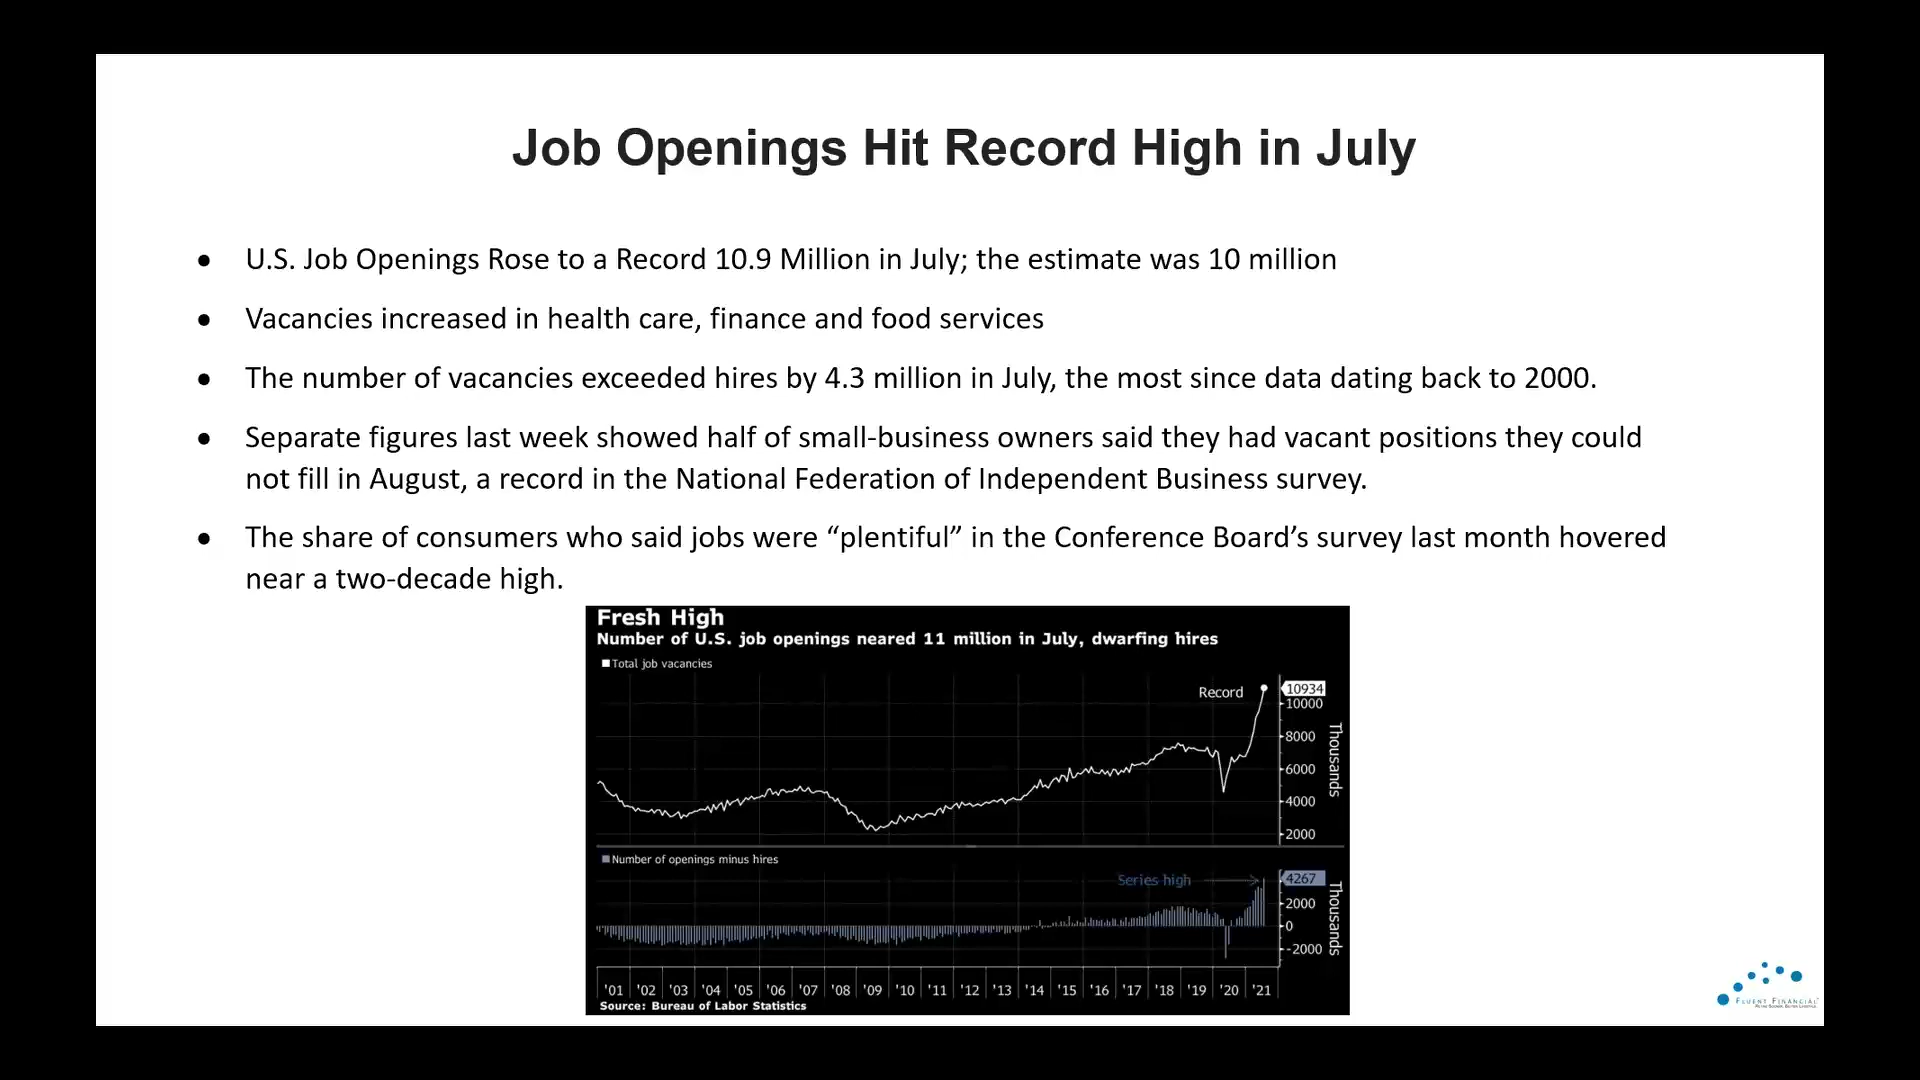 Job Openings Hit Record High in July
● U.S. Job Openings Rose to a Record 10.9 Million in July; the estimate was 10 million
● Vacancies increased in health care, finance and food services
● The number of vacancies exceeded hires by 4.3 million in July, the most since data dating back to 2000.
● Separate figures last week showed half of small-business owners said they had vacant positions they could
not fill in August, a record in the National Federation of Independent Business survey.
● The share of consumers who said jobs were “plentiful” in the Conference Board’s survey last month hovered
near a two-decade high.
Fresh High
Number of U.S. job openings neared 11 million in July, dwarfing hires
Total job vacancies
Record
10934
10000
8000
6000
4000
2000
Thousands
Number of openings minus hires
Series high
4267
2000
0
-2000
Thousands
'01 '02 '03 '04 '05 '06 '07 '08 '09 '10 '11 '12 '13 '14 '15 '16 '17 '18 '19 '20 '21
Source: Bureau of Labor Statistics
FLUENT FINANCIAL